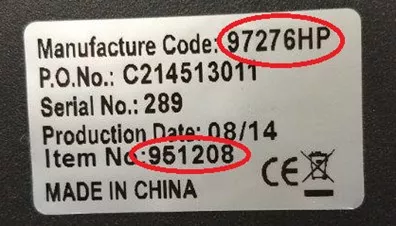 Manufacture Code: 97276HP
P.O.No.: C214513011
Serial No.: 289
Production Date: 08/14
Item No.:951208
CE
MADE IN CHINA